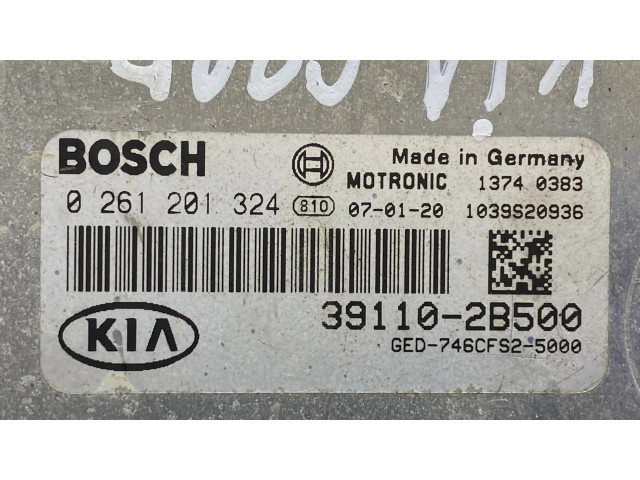 BOSCH Made in Germany
MOTRONIC 1374 0383
0 261 201 324 810 07-01-20 1039S20936
39110-2B500
KIA GED-746CFS2-5000